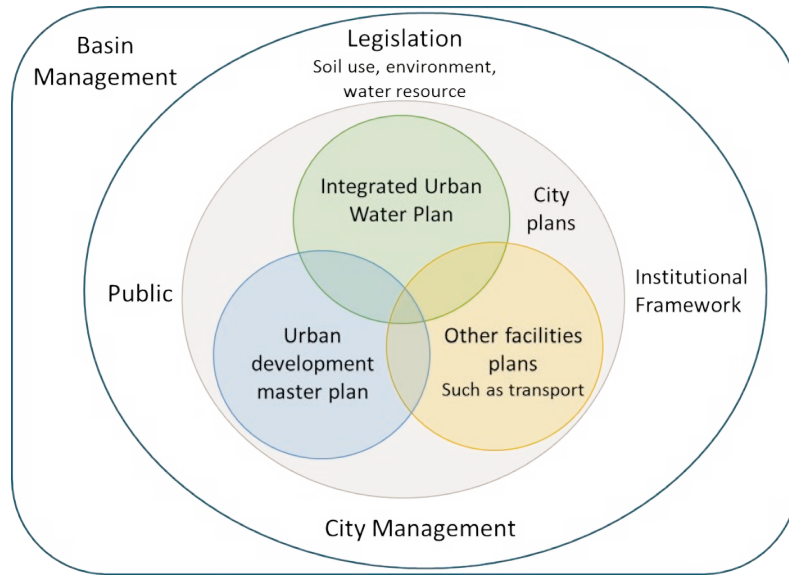 Basin
Management
Legislation
Soil use, environment,
water resource
Integrated Urban
Water Plan
City
plans
Public
Institutional
Framework
Urban
development
master plan
Other facilities
plans
Such as transport
City Management